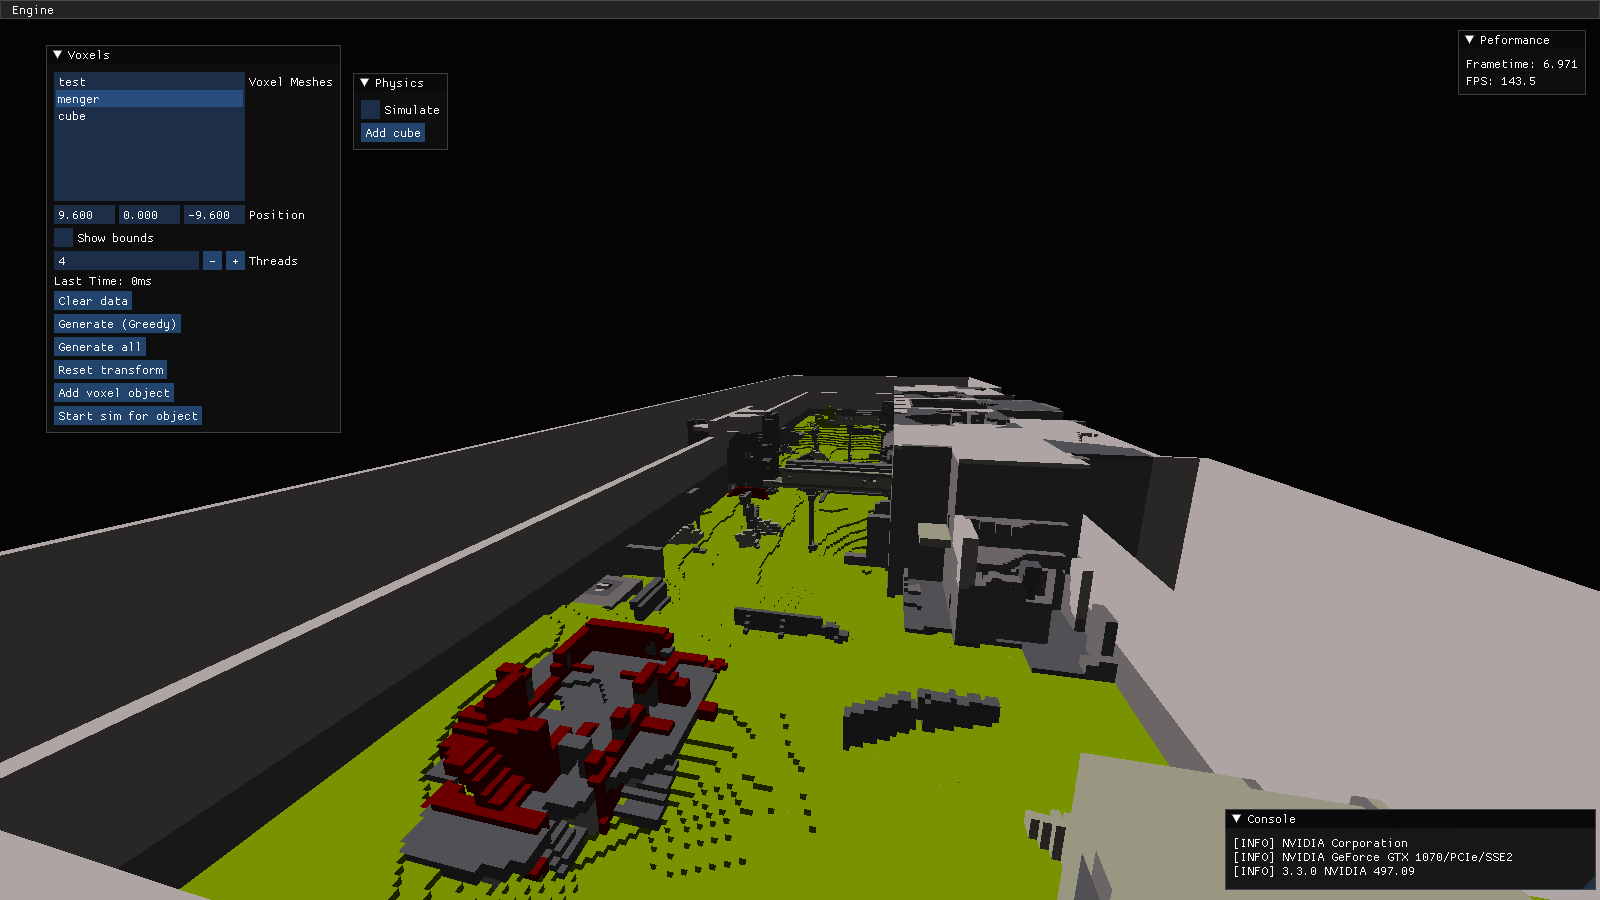 Engine
Voxels
test
Voxel Meshes
menger
cube
9.600 0.000 -9.600 Position
Show bounds
4 - + Threads
Last Time: 0ms
Clear data
Generate (Greedy)
Generate all
Reset transform
Add voxel object
Start sim for object
Physics
Simulate
Add cube
Peformance
Frametime: 6.971
FPS: 143.5
Console
[INFO] NVIDIA Corporation
[INFO] NVIDIA GeForce GTX 1070/PCIe/SSE2
[INFO] 3.3.0 NVIDIA 497.09